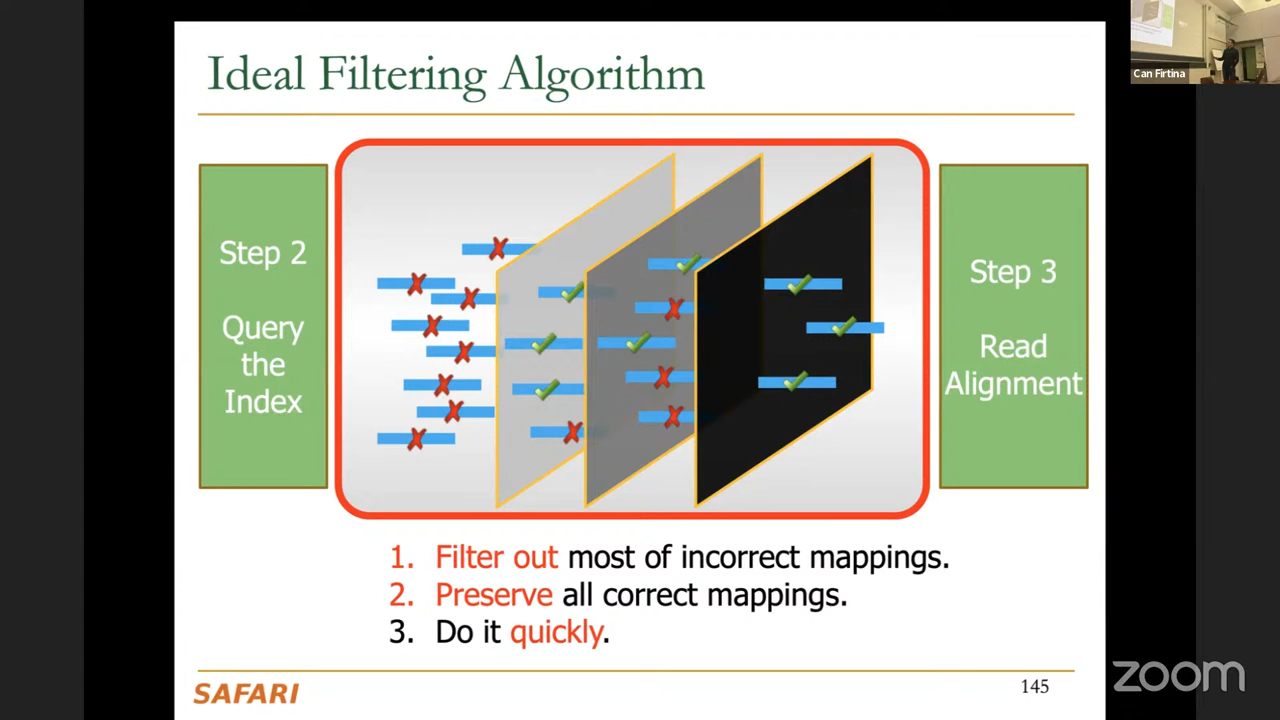 Ideal Filtering Algorithm
Can Firtina
Step 2
Query
the
Index
Step 3
Read
Alignment
1. Filter out most of incorrect mappings.
2. Preserve all correct mappings.
3. Do it quickly.
SAFARI
145
zoom